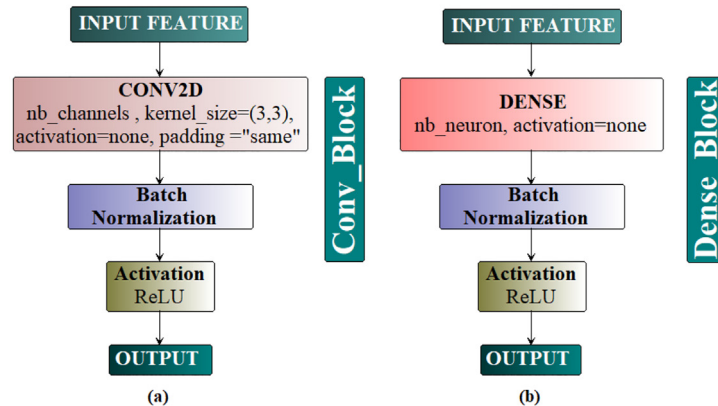 INPUT FEATURE
CONV2D
nb_channels , kernel_size=(3,3),
activation=none, padding ="same"
Batch
Normalization
Activation
ReLU
OUTPUT
(a)
Conv_Block
INPUT FEATURE
DENSE
nb_neuron, activation=none
Batch
Normalization
Activation
ReLU
OUTPUT
(b)
Dense_Block